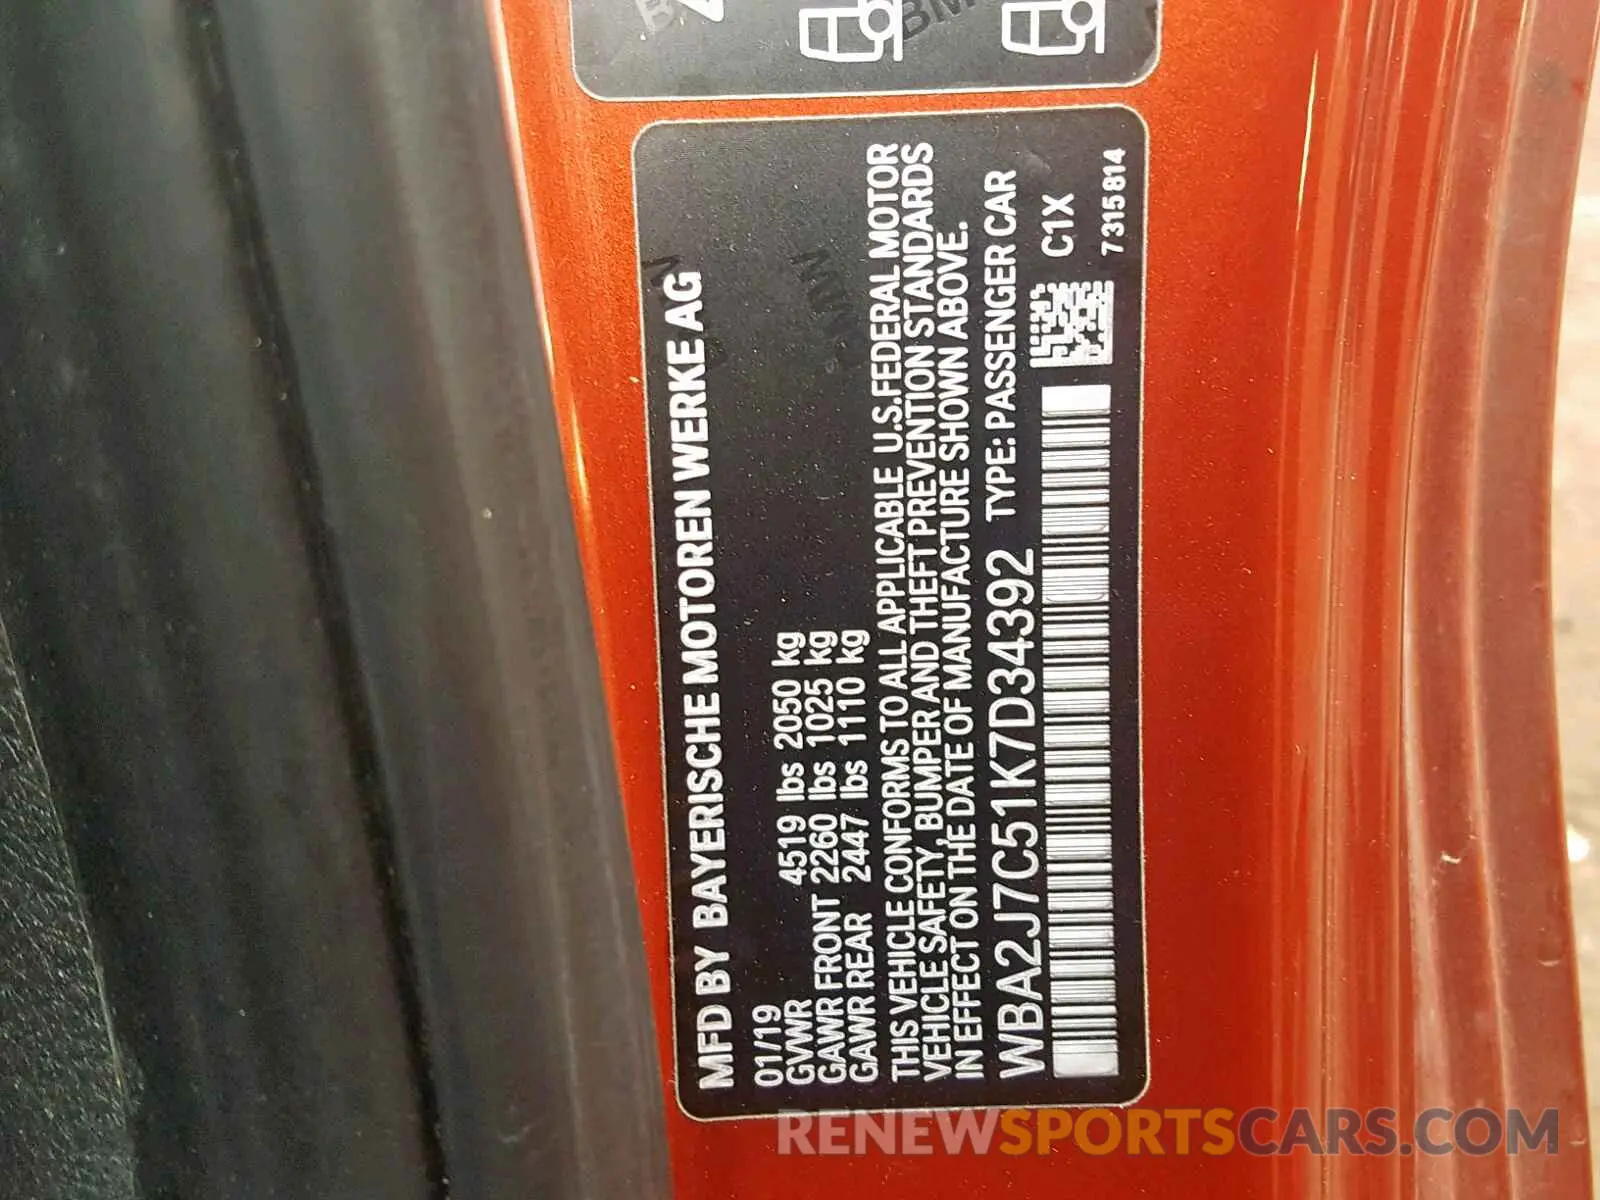 MFD BY BAYERISCHE MOTOREN WERKE AG
01/19
GVWR 4519 lbs 2050 kg
GAWR FRONT 2260 lbs 1025 kg
GAWR REAR 2447 lbs 1110 kg
THIS VEHICLE CONFORMS TO ALL APPLICABLE U.S.FEDERAL MOTOR
VEHICLE SAFETY, BUMPER AND THEFT PREVENTION STANDARDS
IN EFFECT ON THE DATE OF MANUFACTURE SHOWN ABOVE.
WBA2J7C51K7D34392 TYPE: PASSENGER CAR
C1X
7315814
RENEWSPORTSCARS.COM